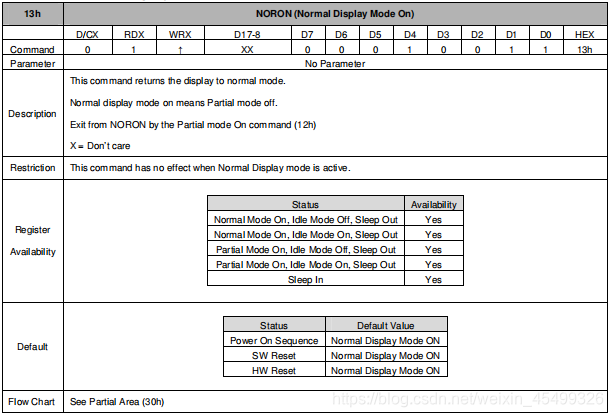 13h NORON (Normal Display Mode On)
D/CX RDX WRX D17-8 D7 D6 D5 D4 D3 D2 D1 D0 HEX
Command 0 1 ↑ XX 0 0 0 1 0 0 1 1 13h
Parameter No Parameter
Description
This command returns the display to normal mode.
Normal display mode on means Partial mode off.
Exit from NORON by the Partial mode On command (12h)
X = Don't care
Restriction This command has no effect when Normal Display mode is active.
Register
Availability
Status Availability
Normal Mode On, Idle Mode Off, Sleep Out Yes
Normal Mode On, Idle Mode On, Sleep Out Yes
Partial Mode On, Idle Mode Off, Sleep Out Yes
Partial Mode On, Idle Mode On, Sleep Out Yes
Sleep In Yes
Default
Status Default Value
Power On Sequence Normal Display Mode ON
SW Reset Normal Display Mode ON
HW Reset Normal Display Mode ON
Flow Chart See Partial Area (30h)
https://blog.csdn.net/weixin_45499326